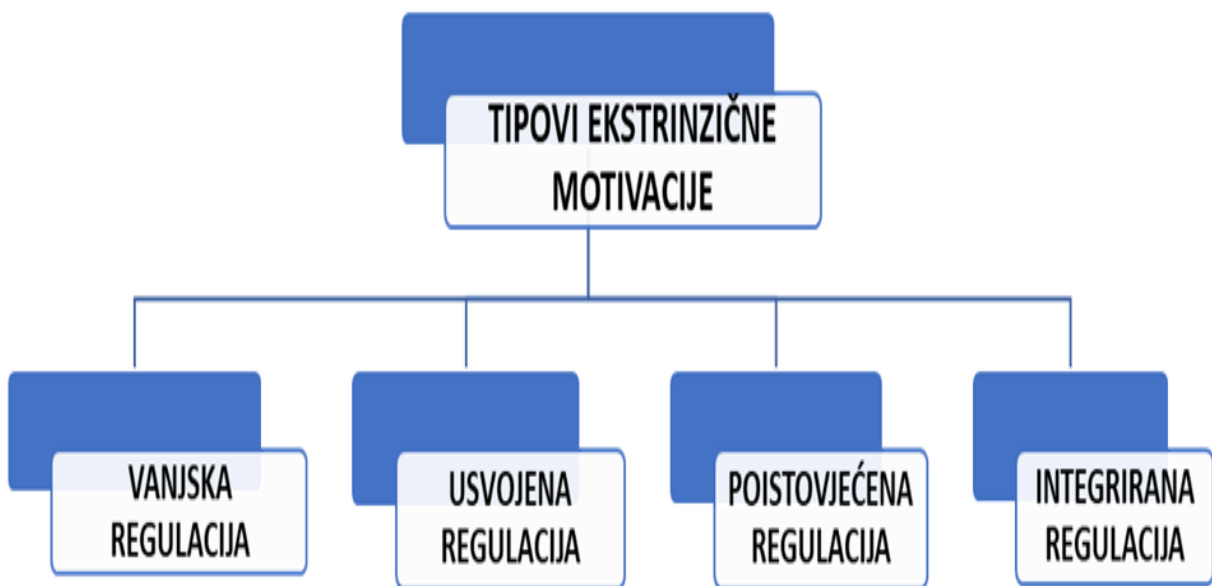 TIPOVI EKSTRINZIČNE
MOTIVACIJE
VANJSKA
REGULACIJA
USVOJENA
REGULACIJA
POISTOVJEĆENA
REGULACIJA
INTEGRIRANA
REGULACIJA